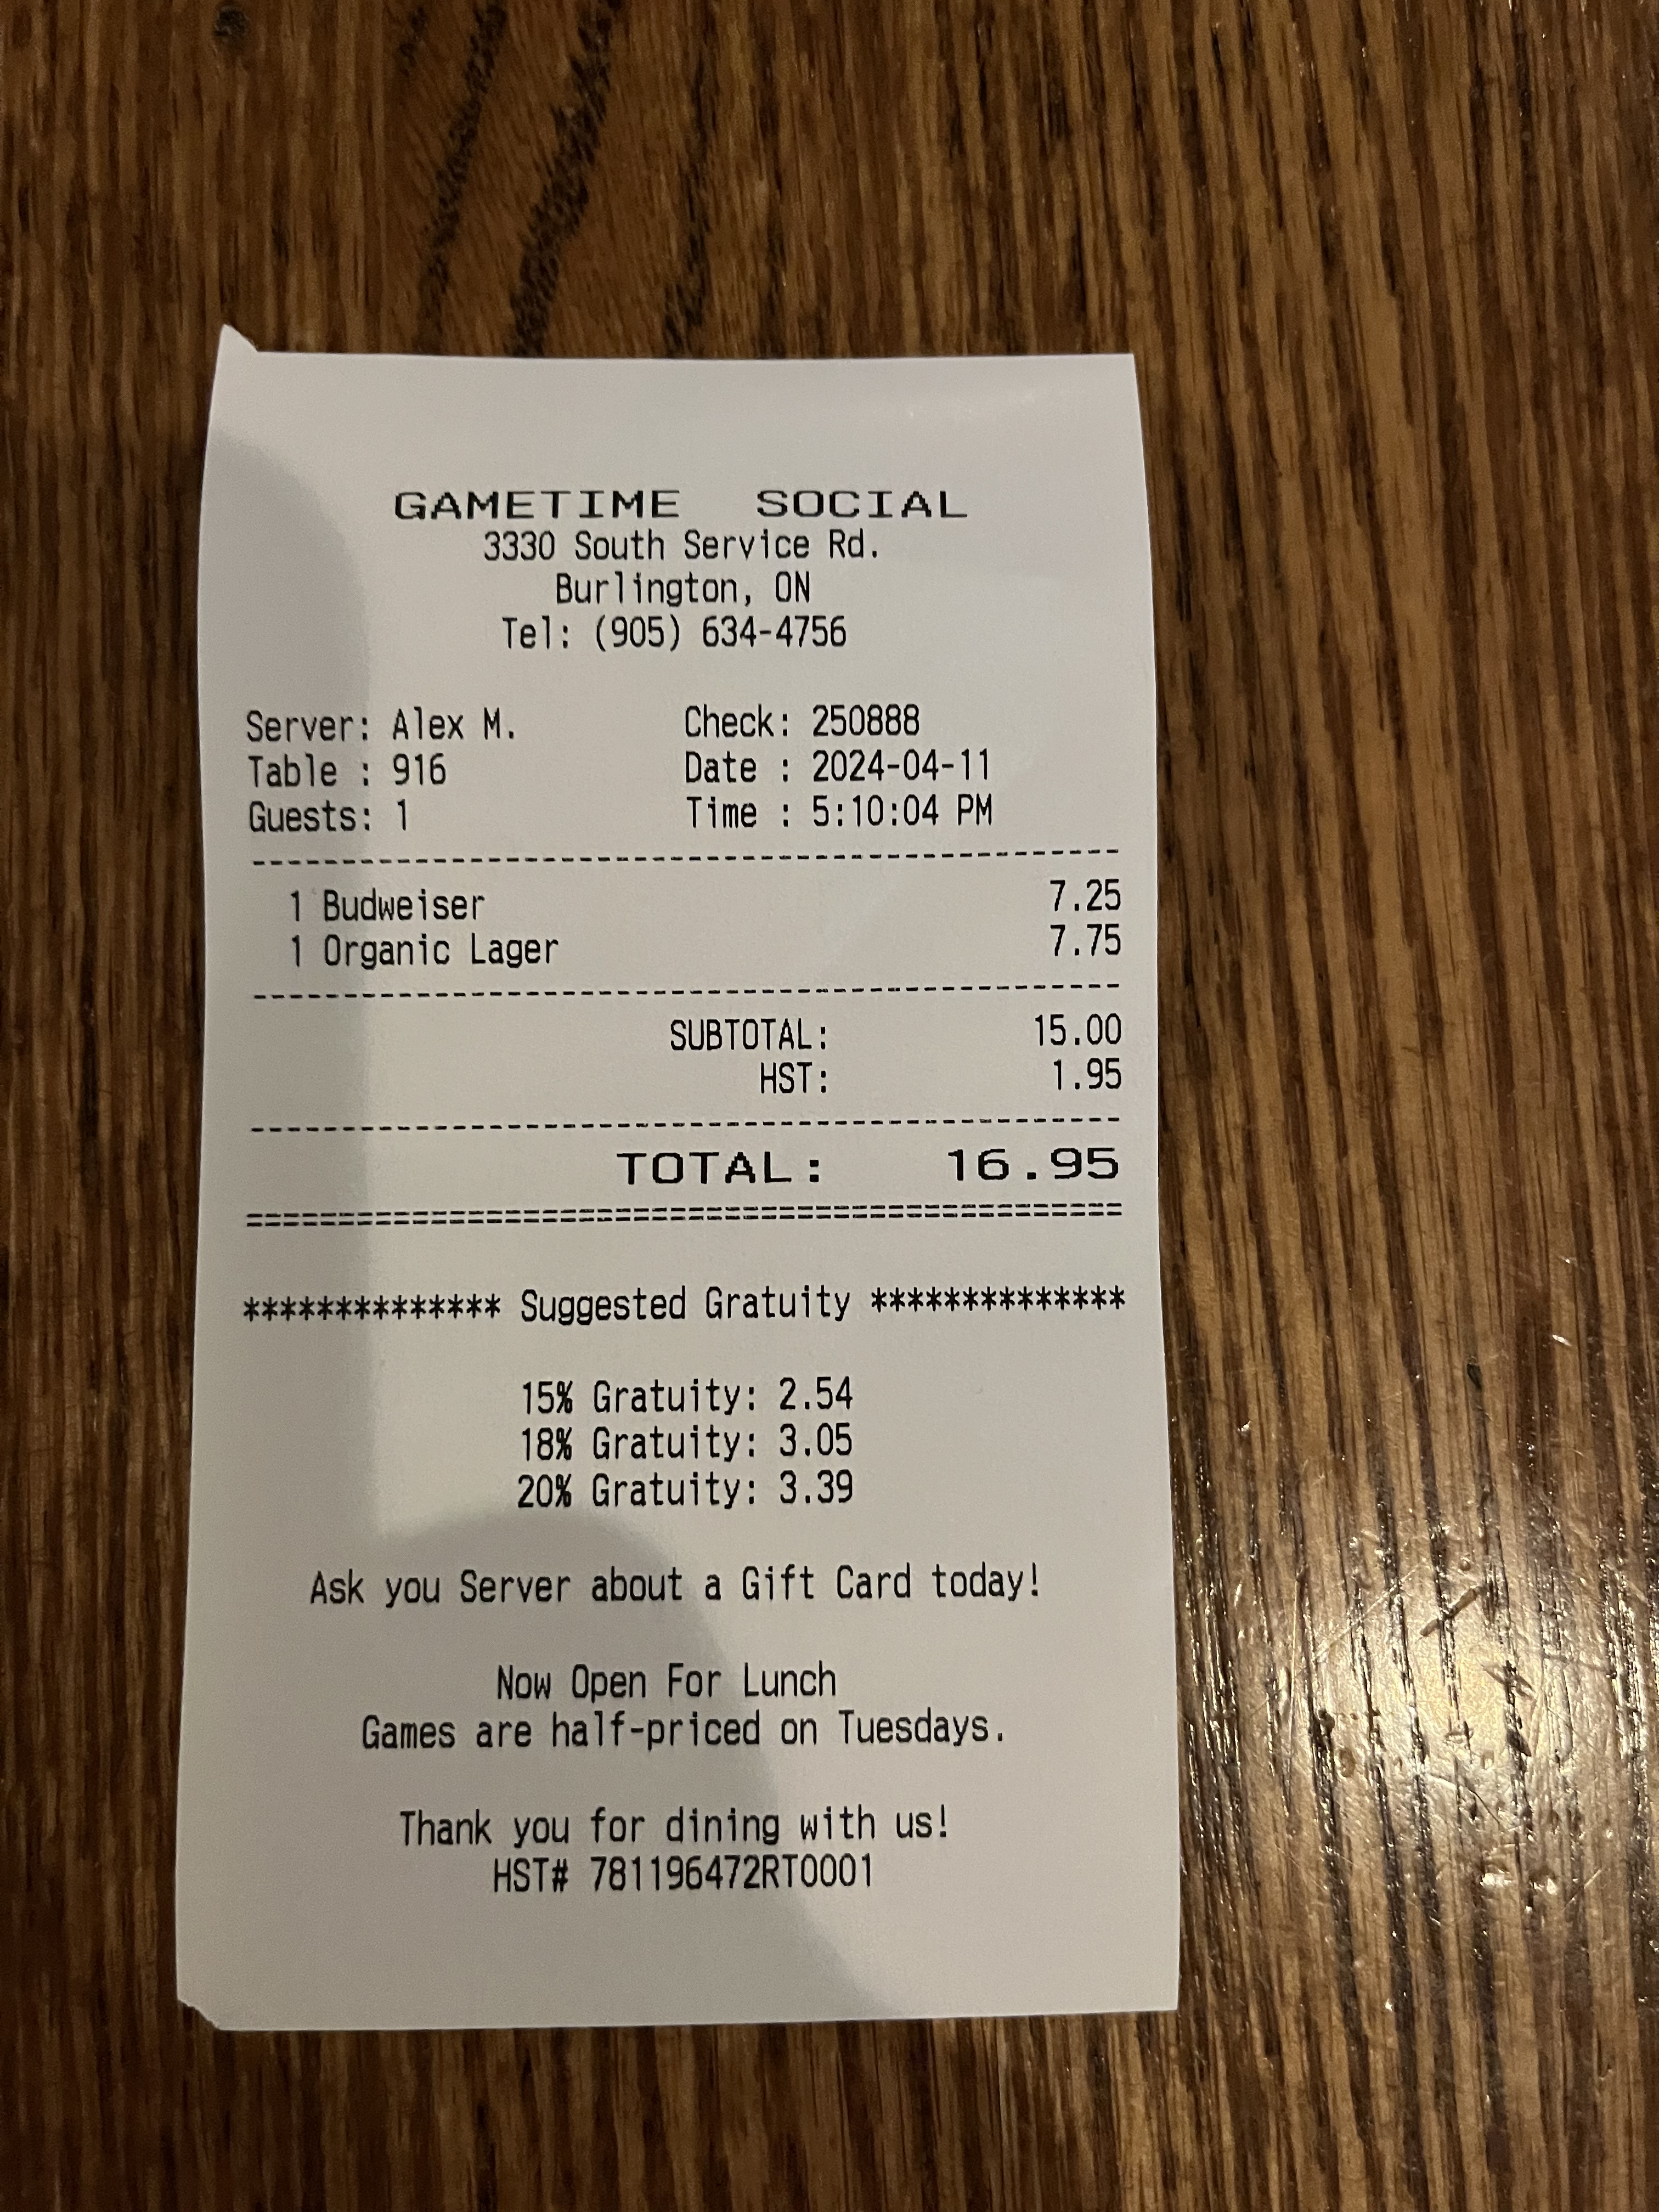 GAMETIME SOCIAL
3330 South Service Rd.
Burlington, ON
Tel: (905) 634-4756
Server: Alex M. Check: 250888
Table : 916 Date : 2024-04-11
Guests: 1 Time : 5:10:04 PM
------------------------------------------------
1 Budweiser 7.25
1 Organic Lager 7.75
------------------------------------------------
SUBTOTAL: 15.00
HST: 1.95
------------------------------------------------
TOTAL: 16.95
================================================
************** Suggested Gratuity **************
15% Gratuity: 2.54
18% Gratuity: 3.05
20% Gratuity: 3.39
Ask you Server about a Gift Card today!
Now Open For Lunch
Games are half-priced on Tuesdays.
Thank you for dining with us!
HST# 781196472RT0001